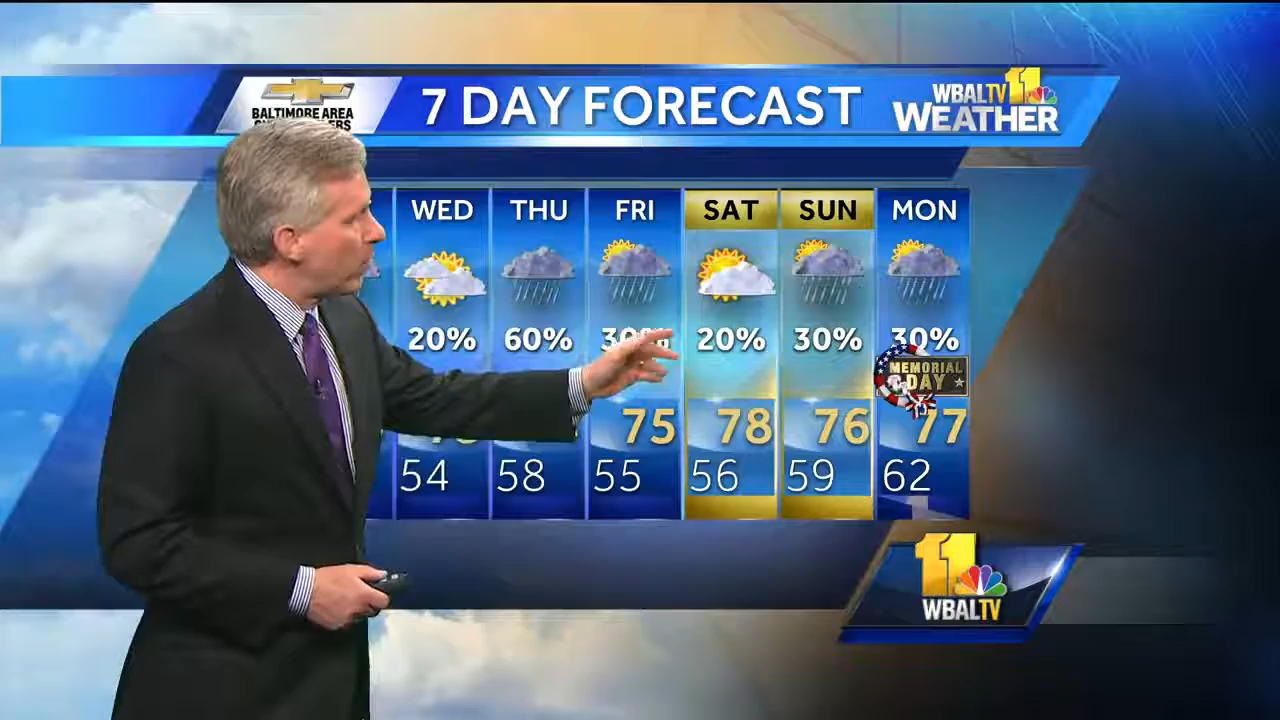 BALTIMORE AREA
7 DAY FORECAST
WBALTV 11
WEATHER
WED THU FRI SAT SUN MON
20% 60% 30% 20% 30% 30%
MEMORIAL
DAY
75 78 76 77
54 58 55 56 59 62
11
WBALTV